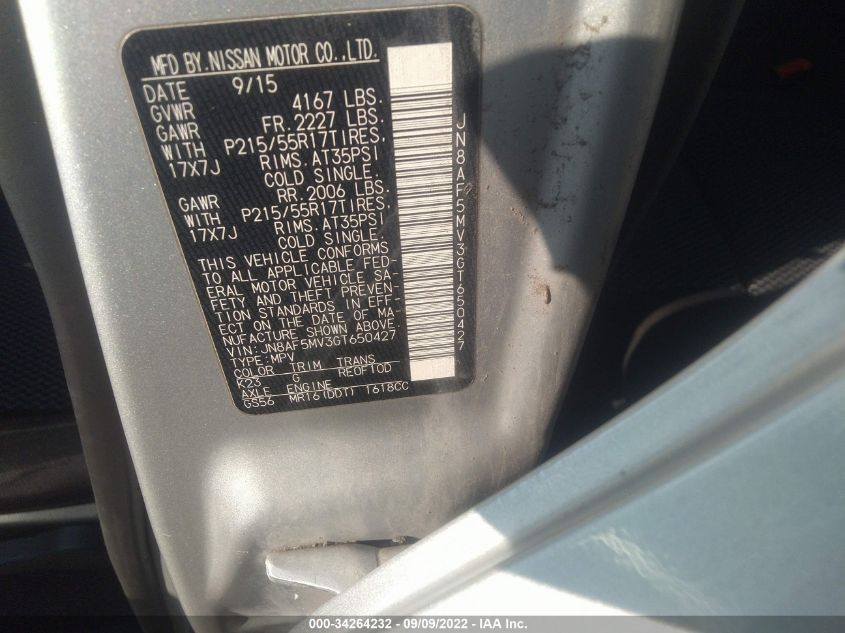 MFD BY.NISSAN MOTOR CO.,LTD.
DATE 9/15
GVWR 4167 LBS.
GAWR FR.2227 LBS.
WITH P215/55R17TIRES.
17X7J RIMS.AT35PSI
COLD SINGLE.
GAWR RR.2006 LBS.
WITH P215/55R17TIRES.
17X7J RIMS.AT35PSI
COLD SINGLE.
THIS VEHICLE CONFORMS
TO ALL APPLICABLE FED-
ERAL MOTOR VEHICLE SA-
FETY AND THEFT PREVEN-
TION STANDARDS IN EFF-
ECT ON THE DATE OF MA-
NUFACTURE SHOWN ABOVE.
VIN: JN8AF5MV3GT650427
TYPE:MPV
COLOR TRIM TRANS
K23 G RE0F10D
AXLE ENGINE
GS56 MR16(DDT) 1618CC
JN8AF5MV3GT650427
000-34264232 - 09/09/2022 - IAA Inc.